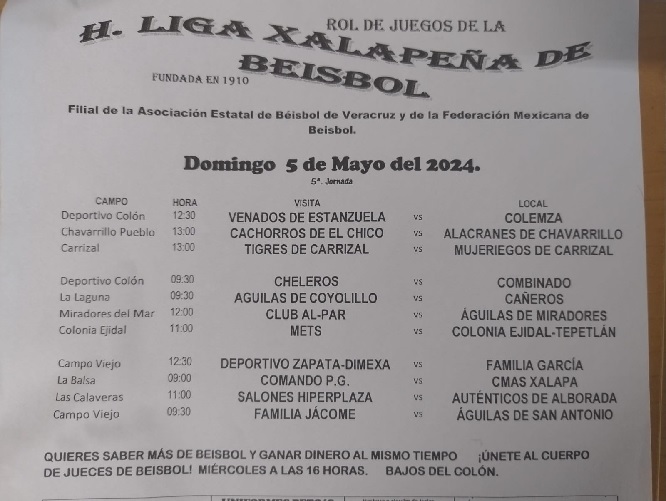 ROL DE JUEGOS DE LA
H. LIGA XALAPEÑA DE
BEISBOL
FUNDADA EN 1910
Filial de la Asociación Estatal de Béisbol de Veracruz y de la Federación Mexicana de
Beisbol.
Domingo 5 de Mayo del 2024.
5ª. Jornada
CAMPO HORA VISITA LOCAL
Deportivo Colón 12:30 VENADOS DE ESTANZUELA vs COLEMZA
Chavarrillo Pueblo 13:00 CACHORROS DE EL CHICO vs ALACRANES DE CHAVARRILLO
Carrizal 13:00 TIGRES DE CARRIZAL vs MUJERIEGOS DE CARRIZAL
Deportivo Colón 09:30 CHELEROS vs COMBINADO
La Laguna 09:30 AGUILAS DE COYOLILLO vs CAÑEROS
Miradores del Mar 12:00 CLUB AL-PAR vs ÁGUILAS DE MIRADORES
Colonia Ejidal 11:00 METS vs COLONIA EJIDAL-TEPETLÁN
Campo Viejo 12:30 DEPORTIVO ZAPATA-DIMEXA vs FAMILIA GARCÍA
La Balsa 09:00 COMANDO P.G. vs CMAS XALAPA
Las Calaveras 11:00 SALONES HIPERPLAZA vs AUTÉNTICOS DE ALBORADA
Campo Viejo 09:30 FAMILIA JÁCOME vs ÁGUILAS DE SAN ANTONIO
QUIERES SABER MÁS DE BEISBOL Y GANAR DINERO AL MISMO TIEMPO ¡ÚNETE AL CUERPO
DE JUECES DE BEISBOL! MIÉRCOLES A LAS 16 HORAS. BAJOS DEL COLÓN.